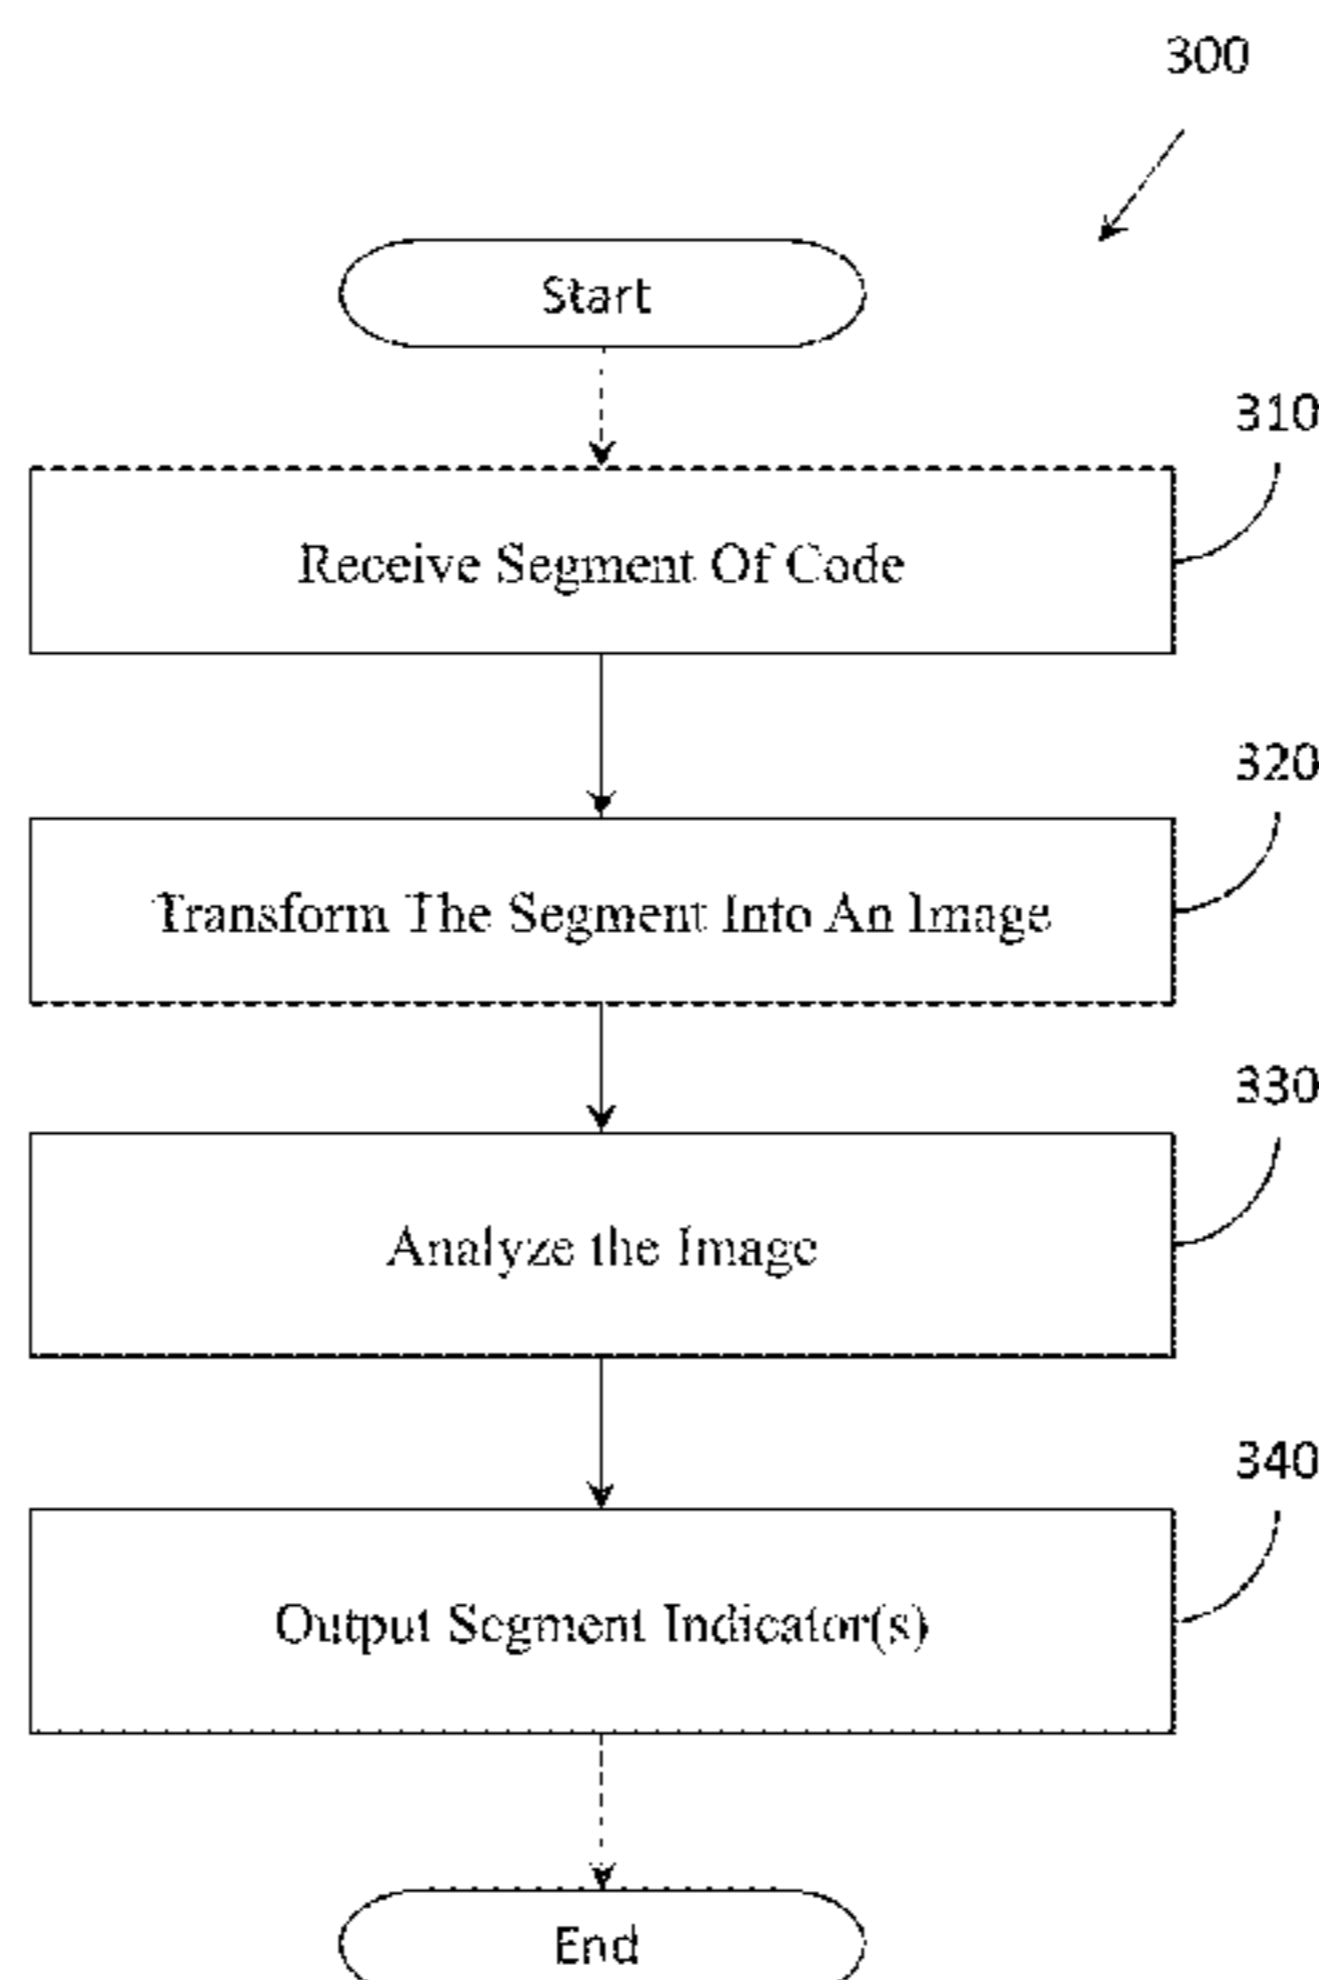 300
Start
310
Receive Segment Of Code
320
Transform The Segment Into An Image
330
Analyze the Image
340
Output Segment Indicator(s)
End